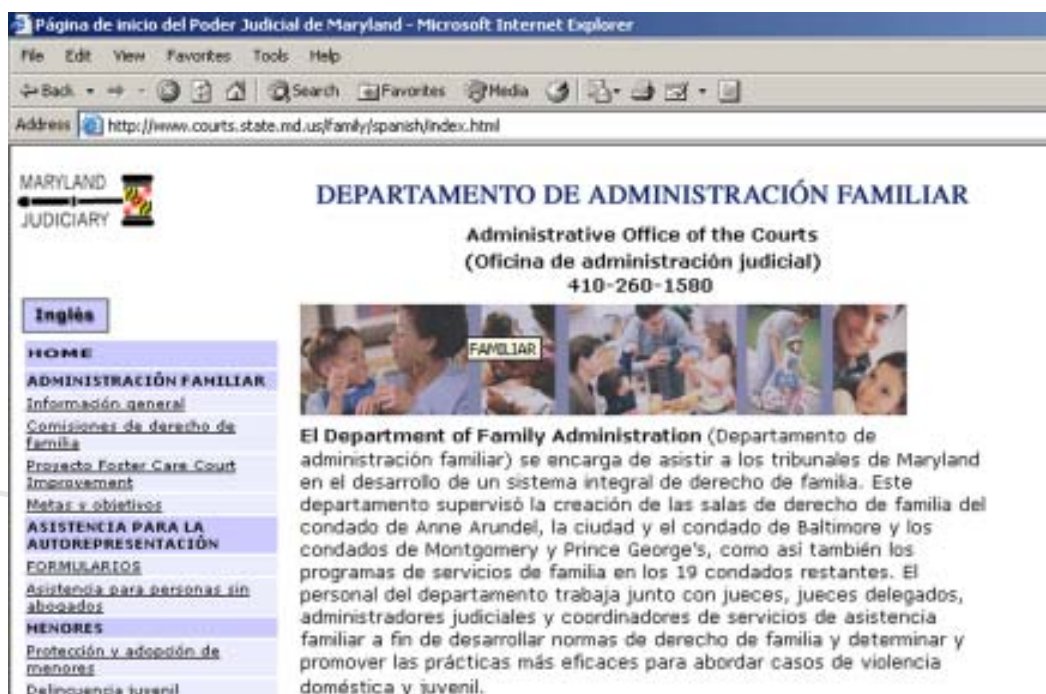 Página de inicio del Poder Judicial de Maryland - Microsoft Internet Explorer
File Edit View Favorites Tools Help
Back Search Favorites Media
Address http://www.courts.state.md.us/family/spanish/index.html
MARYLAND
JUDICIARY
DEPARTAMENTO DE ADMINISTRACIÓN FAMILIAR
Administrative Office of the Courts
(Oficina de administración judicial)
410-260-1580
Inglés
HOME
ADMINISTRACIÓN FAMILIAR
Información general
Comisiones de derecho de
familia
Proyecto Foster Care Court
Improvement
Metas y objetivos
ASISTENCIA PARA LA
AUTOREPRESENTACIÓN
FORMULARIOS
Asistencia para personas sin
abogados
MENORES
Protección y adopción de
menores
Delincuencia juvenil
FAMILIAR
El Department of Family Administration (Departamento de
administración familiar) se encarga de asistir a los tribunales de Maryland
en el desarrollo de un sistema integral de derecho de familia. Este
departamento supervisó la creación de las salas de derecho de familia del
condado de Anne Arundel, la ciudad y el condado de Baltimore y los
condados de Montgomery y Prince George's, como así también los
programas de servicios de familia en los 19 condados restantes. El
personal del departamento trabaja junto con jueces, jueces delegados,
administradores judiciales y coordinadores de servicios de asistencia
familiar a fin de desarrollar normas de derecho de familia y determinar y
promover las prácticas más eficaces para abordar casos de violencia
doméstica y juvenil.